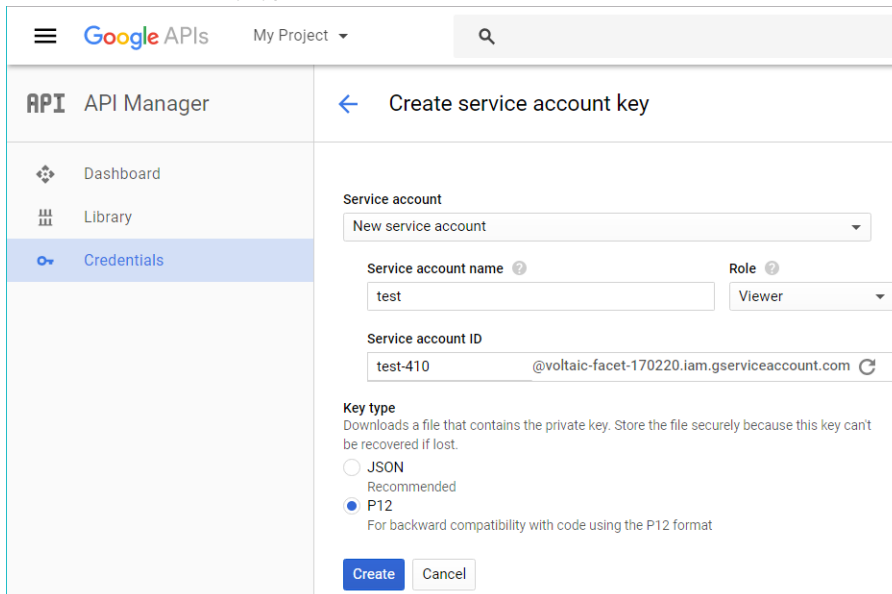 Google APIs My Project
API API Manager
Create service account key
Dashboard
Library
Credentials
Service account
New service account
Service account name Role
test Viewer
Service account ID
test-410 @voltaic-facet-170220.iam.gserviceaccount.com
Key type
Downloads a file that contains the private key. Store the file securely because this key can't
be recovered if lost.
JSON
Recommended
P12
For backward compatibility with code using the P12 format
Create Cancel